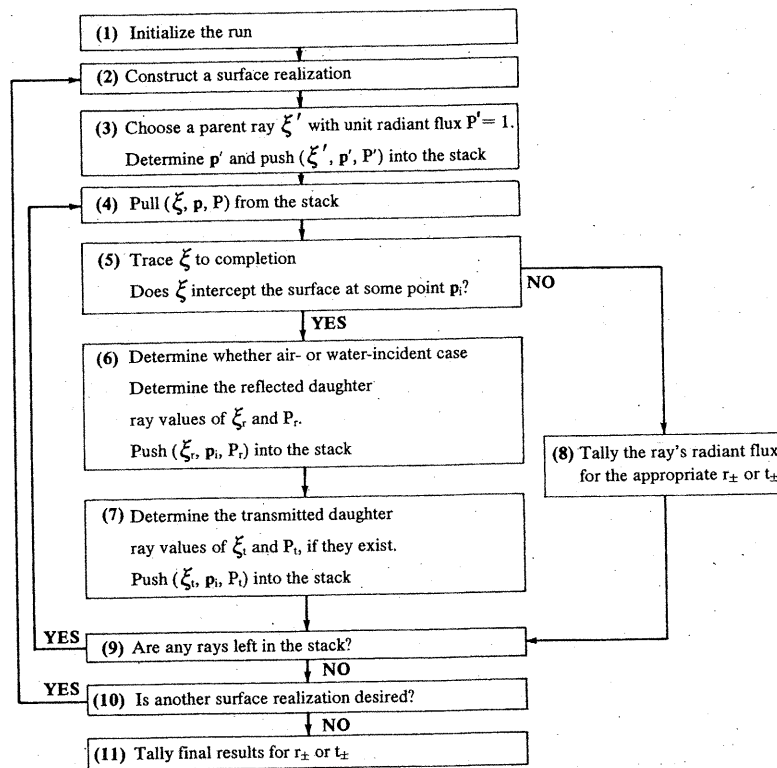 (1) Initialize the run
(2) Construct a surface realization
(3) Choose a parent ray ξ′ with unit radiant flux P′= 1.
Determine p′ and push (ξ′, p′, P′) into the stack
(4) Pull (ξ, p, P) from the stack
(5) Trace ξ to completion
Does ξ intercept the surface at some point pᵢ?
NO
YES
(6) Determine whether air- or water-incident case
Determine the reflected daughter
ray values of ξᵣ and Pᵣ.
Push (ξᵣ, pᵢ, Pᵣ) into the stack
(8) Tally the ray's radiant flux
for the appropriate r± or t±
(7) Determine the transmitted daughter
ray values of ξₜ and Pₜ, if they exist.
Push (ξₜ, pᵢ, Pₜ) into the stack
YES
(9) Are any rays left in the stack?
NO
YES
(10) Is another surface realization desired?
NO
(11) Tally final results for r± or t±